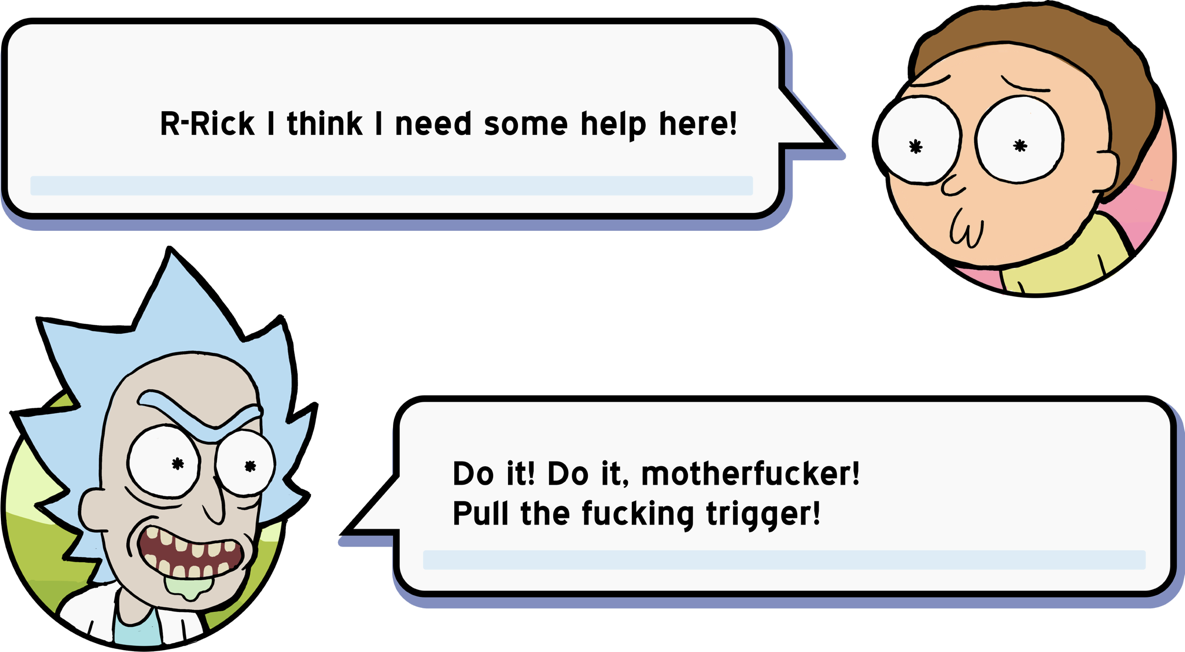 R-Rick I think I need some help here!
Do it! Do it, motherfucker!
Pull the fucking trigger!